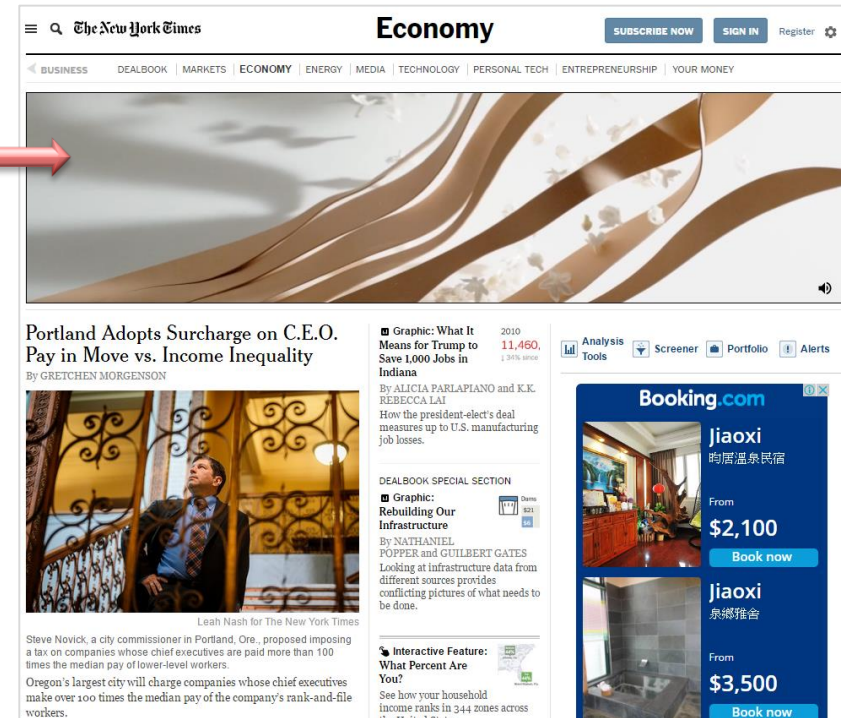 The New York Times
Economy
SUBSCRIBE NOW
SIGN IN
Register
BUSINESS
DEALBOOK
MARKETS
ECONOMY
ENERGY
MEDIA
TECHNOLOGY
PERSONAL TECH
ENTREPRENEURSHIP
YOUR MONEY
Portland Adopts Surcharge on C.E.O.
Pay in Move vs. Income Inequality
By GRETCHEN MORGENSON
Leah Nash for The New York Times
Steve Novick, a city commissioner in Portland, Ore., proposed imposing
a tax on companies whose chief executives are paid more than 100
times the median pay of lower-level workers.
Oregon's largest city will charge companies whose chief executives
make over 100 times the median pay of the company's rank-and-file
workers.
Graphic: What It
Means for Trump to
Save 1,000 Jobs in
Indiana
2010
11,460,
34% since
By ALICIA PARLAPIANO and K.K.
REBECCA LAI
How the president-elect's deal
measures up to U.S. manufacturing
job losses.
DEALBOOK SPECIAL SECTION
Graphic:
Rebuilding Our
Infrastructure
Dams
$21
$6
By NATHANIEL
POPPER and GUILBERT GATES
Looking at infrastructure data from
different sources provides
conflicting pictures of what needs to
be done.
Interactive Feature:
What Percent Are
You?
See how your household
income ranks in 344 zones across
the United States
Analysis
Tools
Screener
Portfolio
Alerts
Booking.com
Jiaoxi
昀居溫泉民宿
From
$2,100
Book now
Jiaoxi
泉鄉雅舍
From
$3,500
Book now